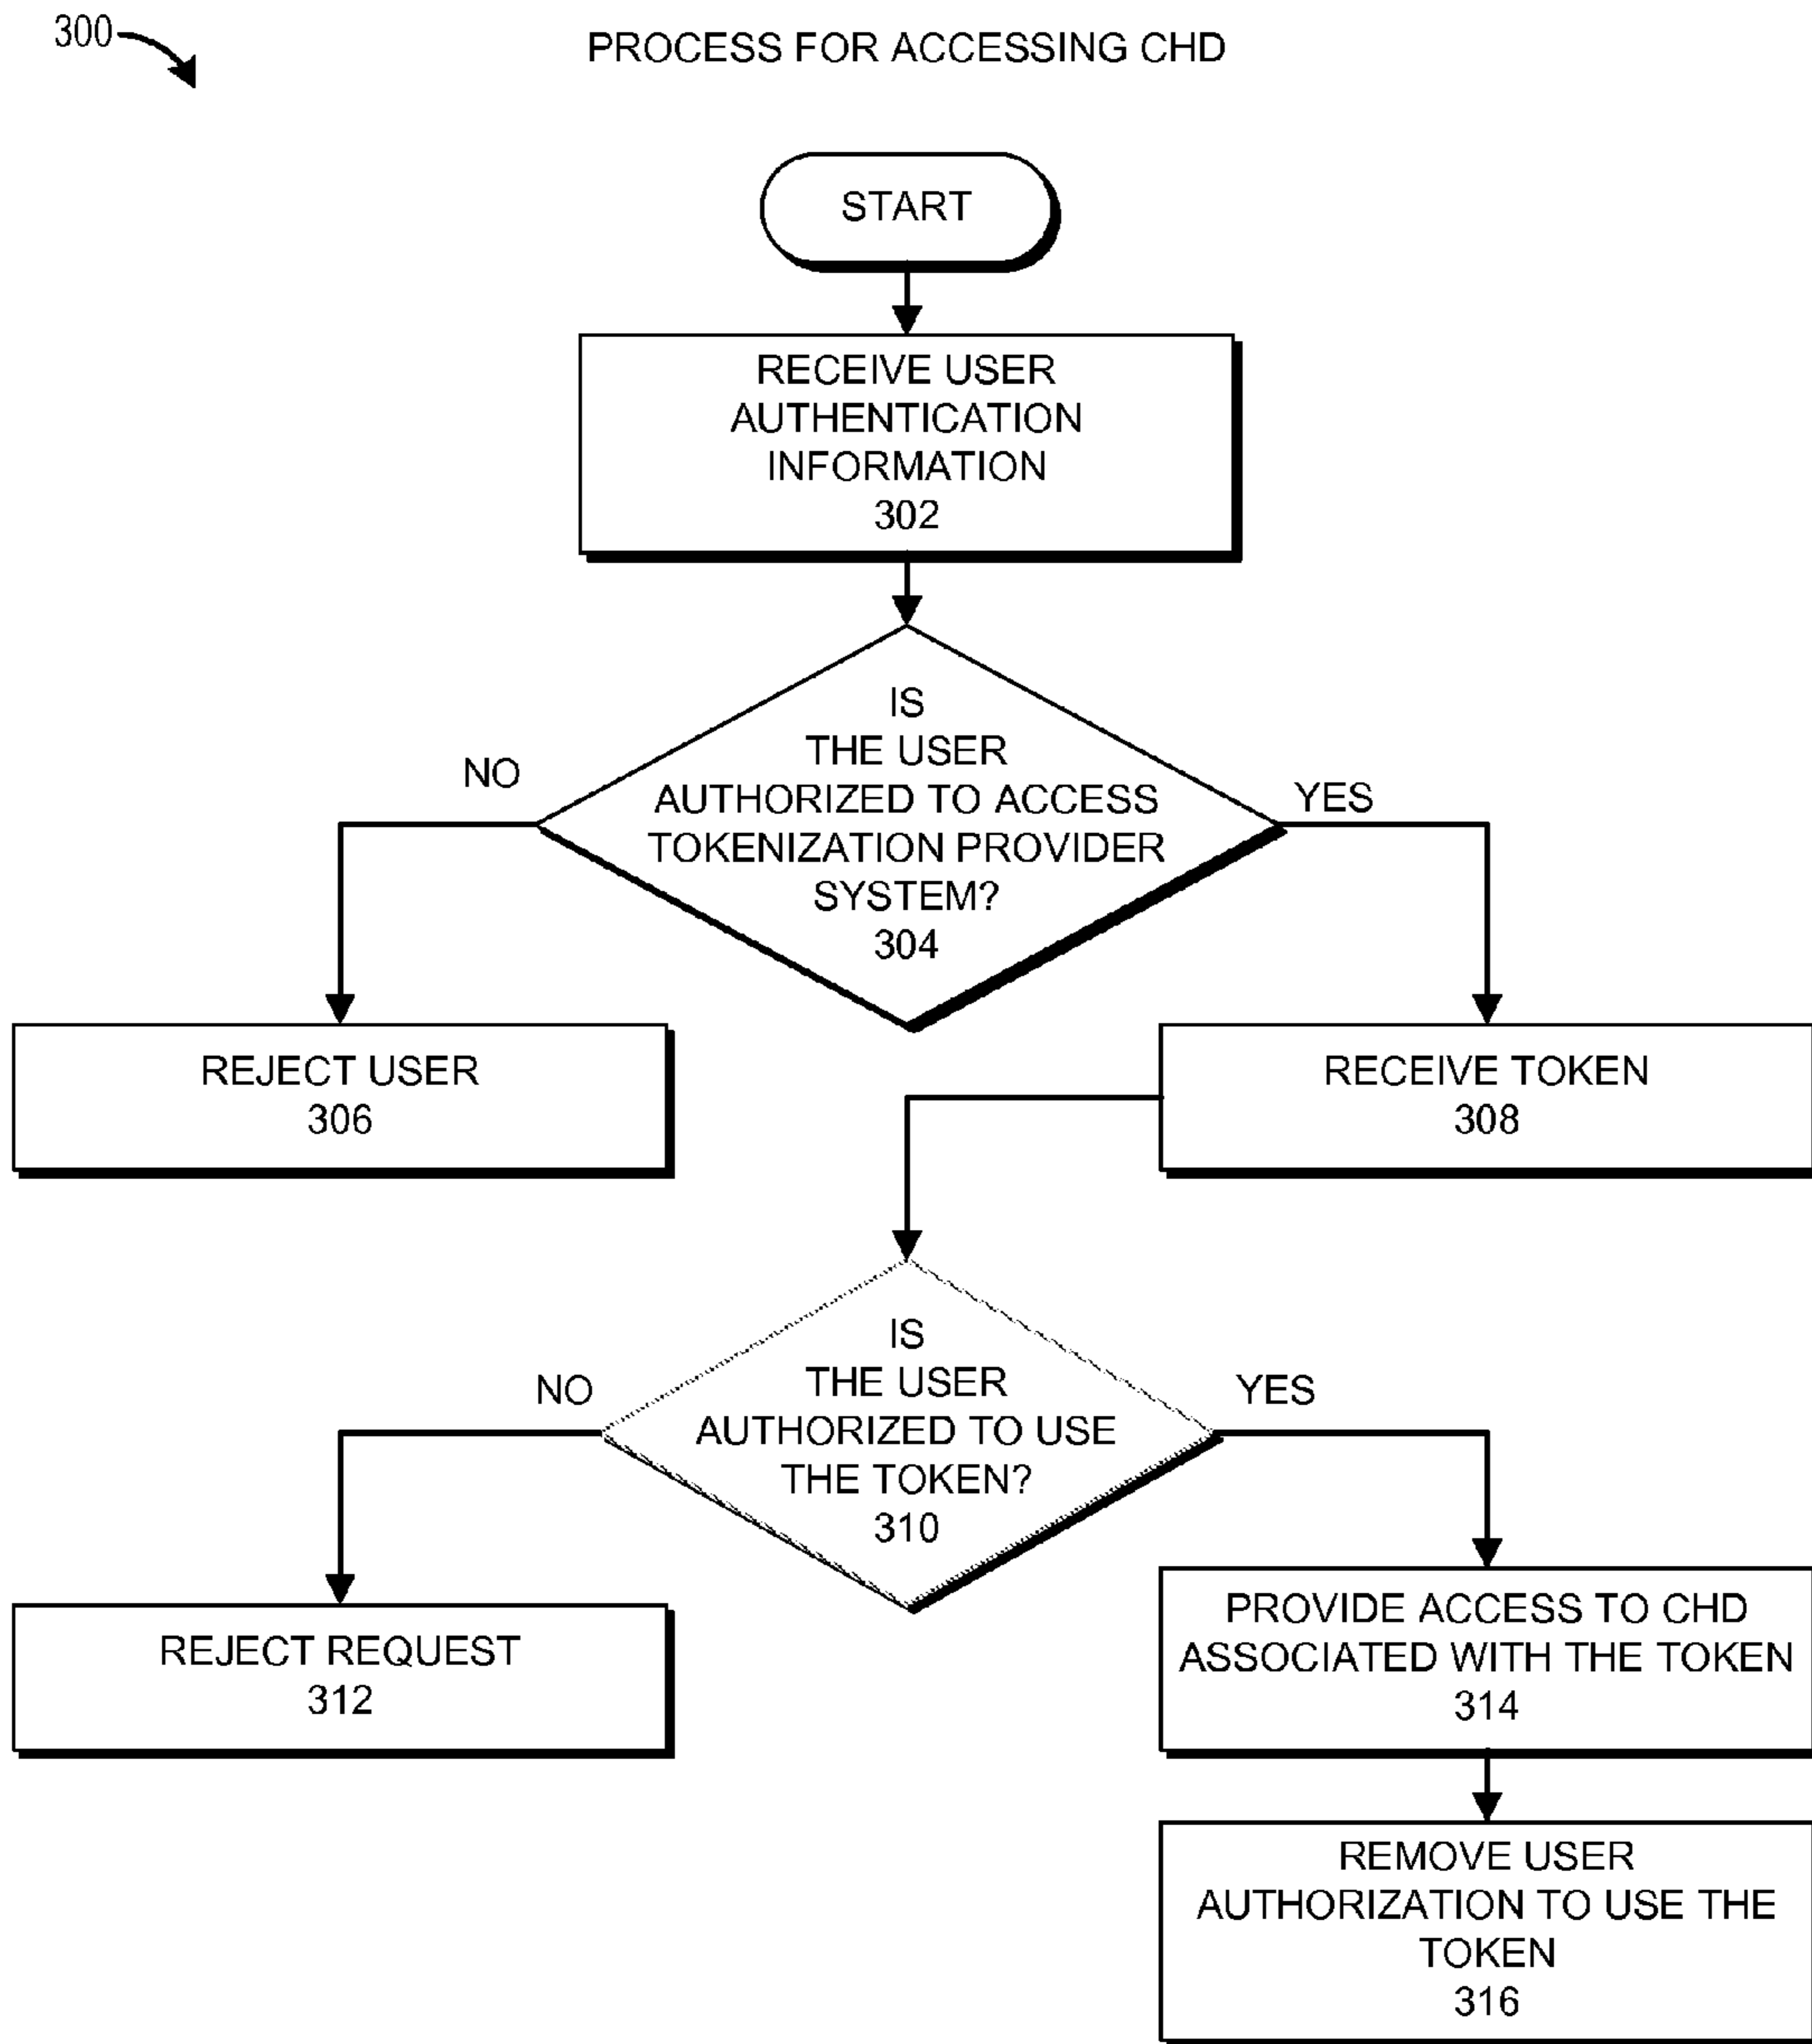 300
PROCESS FOR ACCESSING CHD
START
RECEIVE USER
AUTHENTICATION
INFORMATION
302
IS
THE USER
AUTHORIZED TO ACCESS
TOKENIZATION PROVIDER
SYSTEM?
304
NO
YES
REJECT USER
306
RECEIVE TOKEN
308
IS
THE USER
AUTHORIZED TO USE
THE TOKEN?
310
NO
YES
REJECT REQUEST
312
PROVIDE ACCESS TO CHD
ASSOCIATED WITH THE TOKEN
314
REMOVE USER
AUTHORIZATION TO USE THE
TOKEN
316